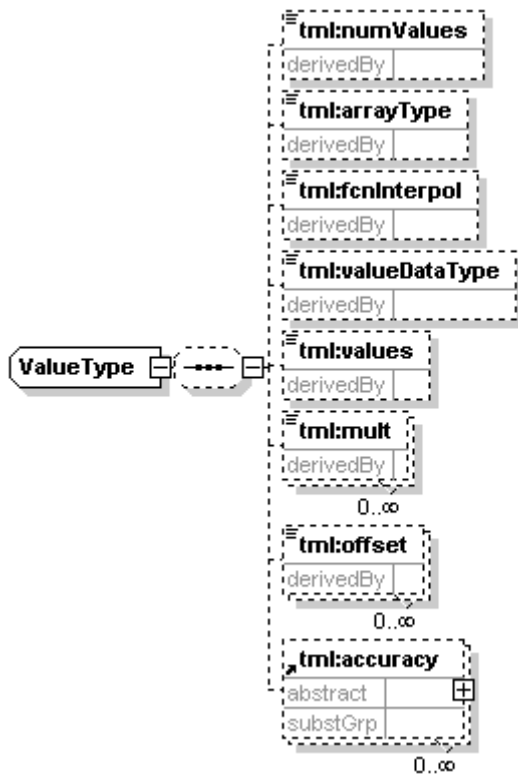 tml:numValues
derivedBy
tml:arrayType
derivedBy
tml:fcnInterpol
derivedBy
tml:valueDataType
derivedBy
ValueType
tml:values
derivedBy
tml:mult
derivedBy
0..∞
tml:offset
derivedBy
0..∞
tml:accuracy
abstract
substGrp
0..∞